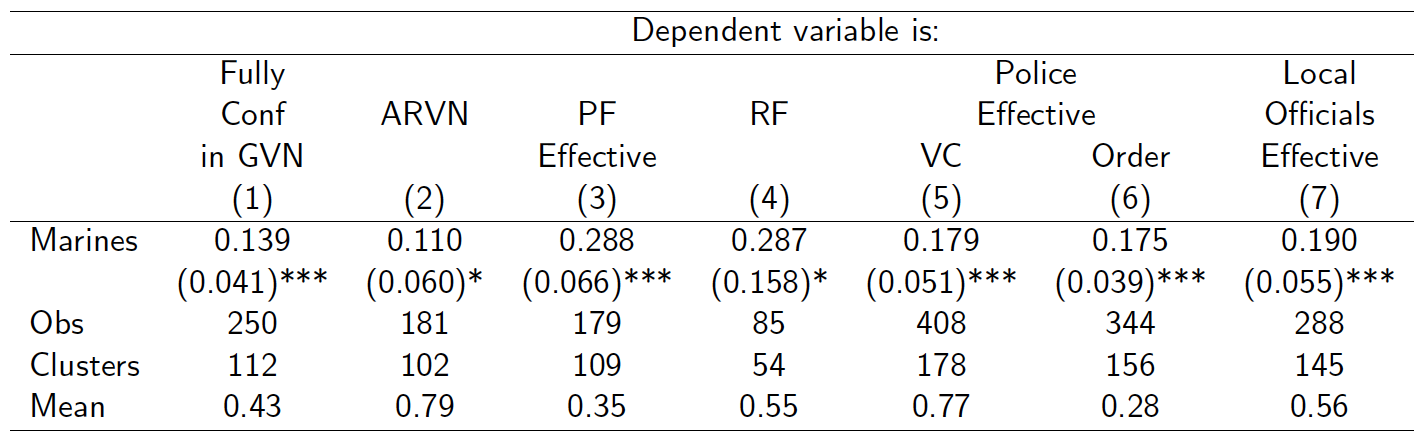 Dependent variable is:
Fully Police Local
Conf ARVN PF RF Effective Officials
in GVN Effective VC Order Effective
(1) (2) (3) (4) (5) (6) (7)
Marines 0.139 0.110 0.288 0.287 0.179 0.175 0.190
(0.041)*** (0.060)* (0.066)*** (0.158)* (0.051)*** (0.039)*** (0.055)***
Obs 250 181 179 85 408 344 288
Clusters 112 102 109 54 178 156 145
Mean 0.43 0.79 0.35 0.55 0.77 0.28 0.56